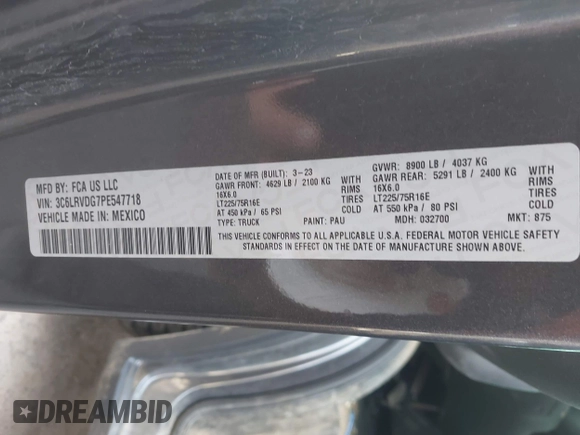 MFD BY: FCA US LLC
VIN: 3C6LRVDG7PE547718
VEHICLE MADE IN: MEXICO
DATE OF MFR (BUILT): 3-23
GAWR FRONT: 4629 LB / 2100 KG
16X6.0 RIMS
LT225/75R16E TIRES
AT 450 kPa / 65 PSI COLD
TYPE: TRUCK PAINT: PAU
GVWR: 8900 LB / 4037 KG
GAWR REAR: 5291 LB / 2400 KG
16X6.0 RIMS
LT225/75R16E TIRES
AT 550 kPa / 80 PSI COLD
MDH: 032700 MKT: 875
THIS VEHICLE CONFORMS TO ALL APPLICABLE U.S.A. FEDERAL MOTOR VEHICLE SAFETY
STANDARDS IN EFFECT ON THE DATE OF MANUFACTURE SHOWN ABOVE.
DREAMBID